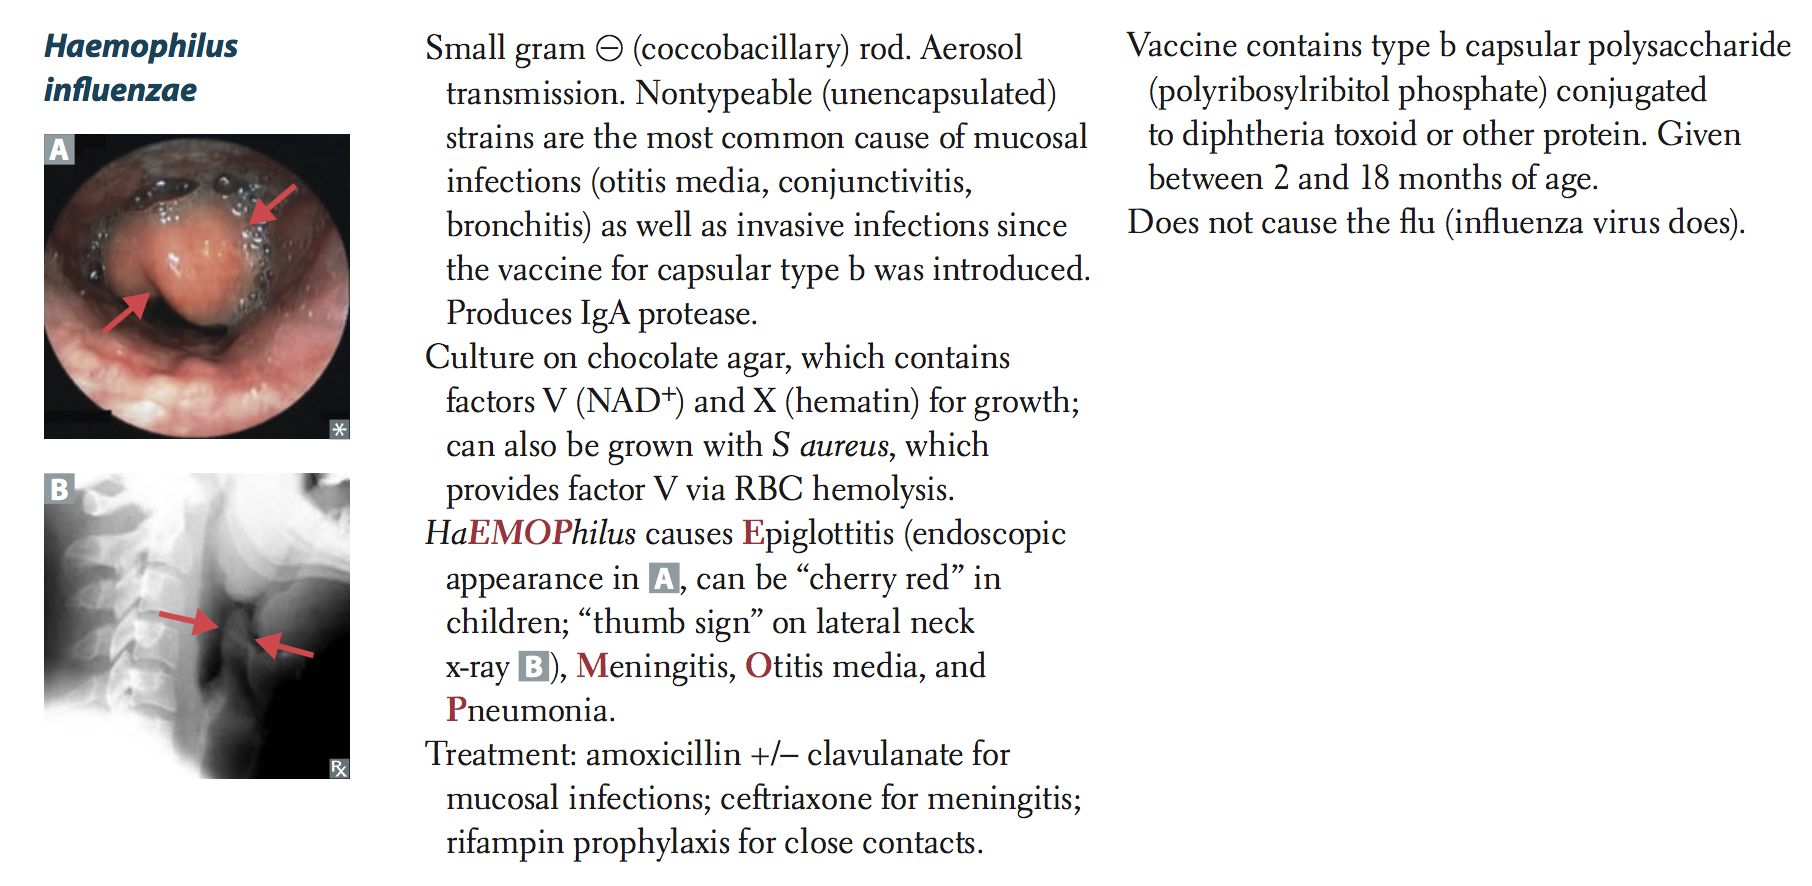 Haemophilus
influenzae
A
*
B
℞
Small gram ⊖ (coccobacillary) rod. Aerosol
transmission. Nontypeable (unencapsulated)
strains are the most common cause of mucosal
infections (otitis media, conjunctivitis,
bronchitis) as well as invasive infections since
the vaccine for capsular type b was introduced.
Produces IgA protease.
Culture on chocolate agar, which contains
factors V (NAD⁺) and X (hematin) for growth;
can also be grown with S aureus, which
provides factor V via RBC hemolysis.
HaEMOPhilus causes Epiglottitis (endoscopic
appearance in A, can be “cherry red” in
children; “thumb sign” on lateral neck
x-ray B), Meningitis, Otitis media, and
Pneumonia.
Treatment: amoxicillin +/− clavulanate for
mucosal infections; ceftriaxone for meningitis;
rifampin prophylaxis for close contacts.
Vaccine contains type b capsular polysaccharide
(polyribosylribitol phosphate) conjugated
to diphtheria toxoid or other protein. Given
between 2 and 18 months of age.
Does not cause the flu (influenza virus does).